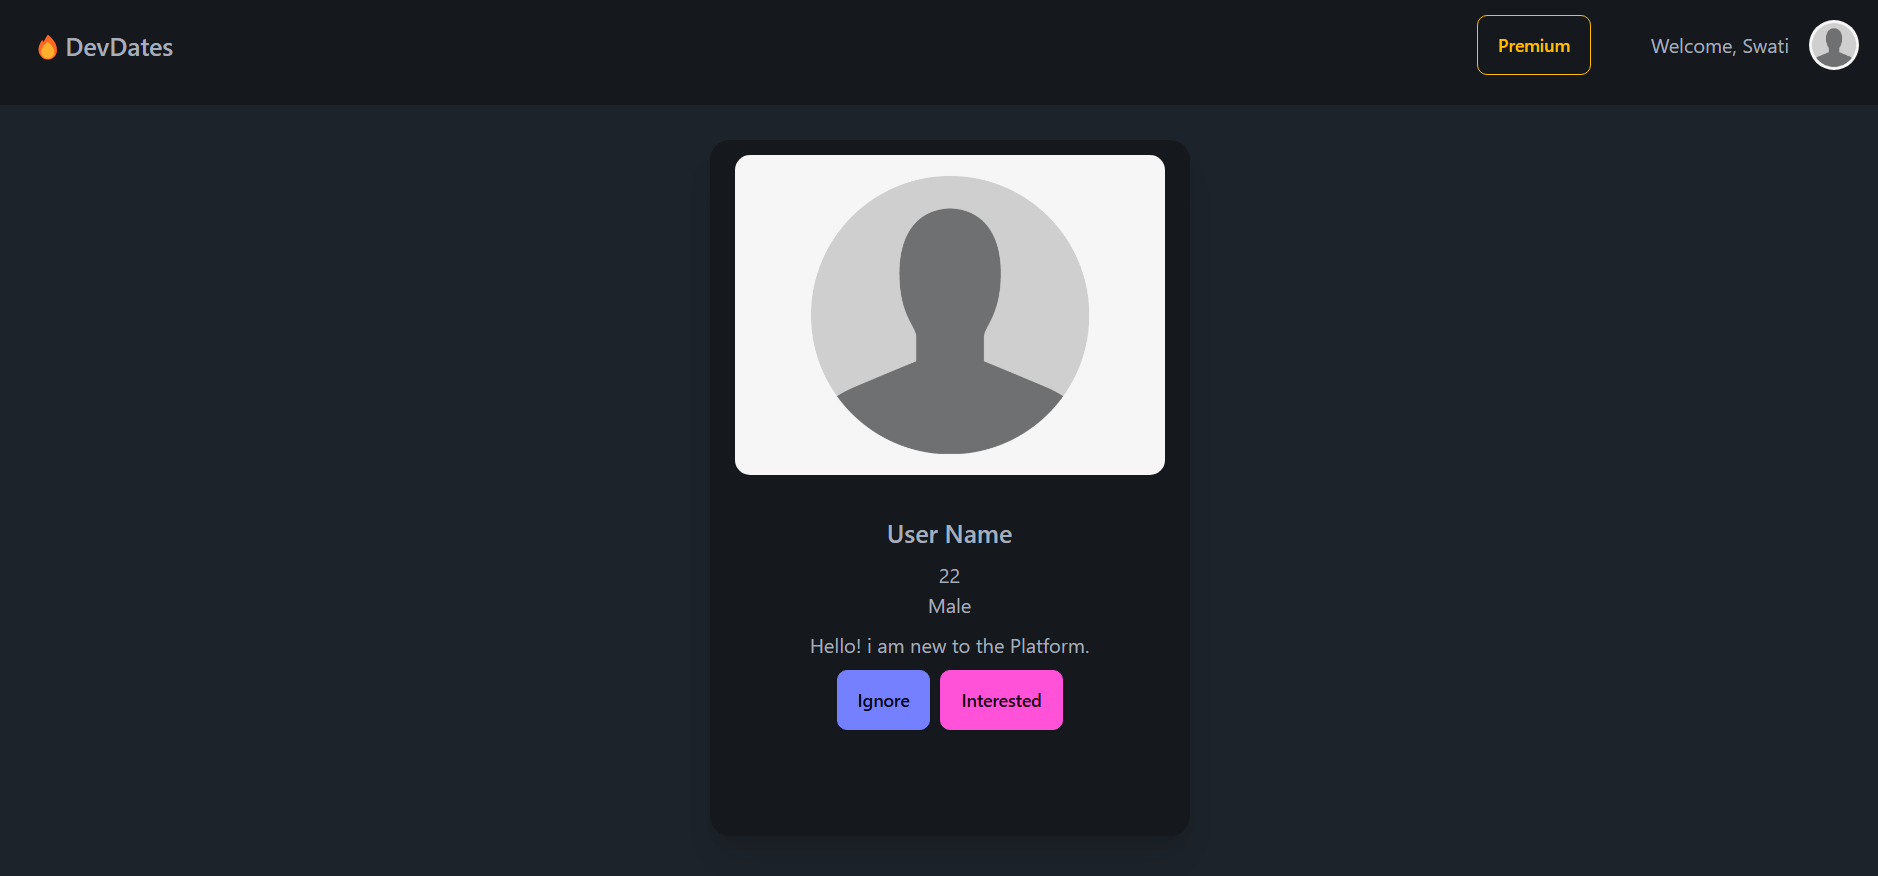 DevDates
Premium
Welcome, Swati
User Name
22
Male
Hello! i am new to the Platform.
Ignore
Interested